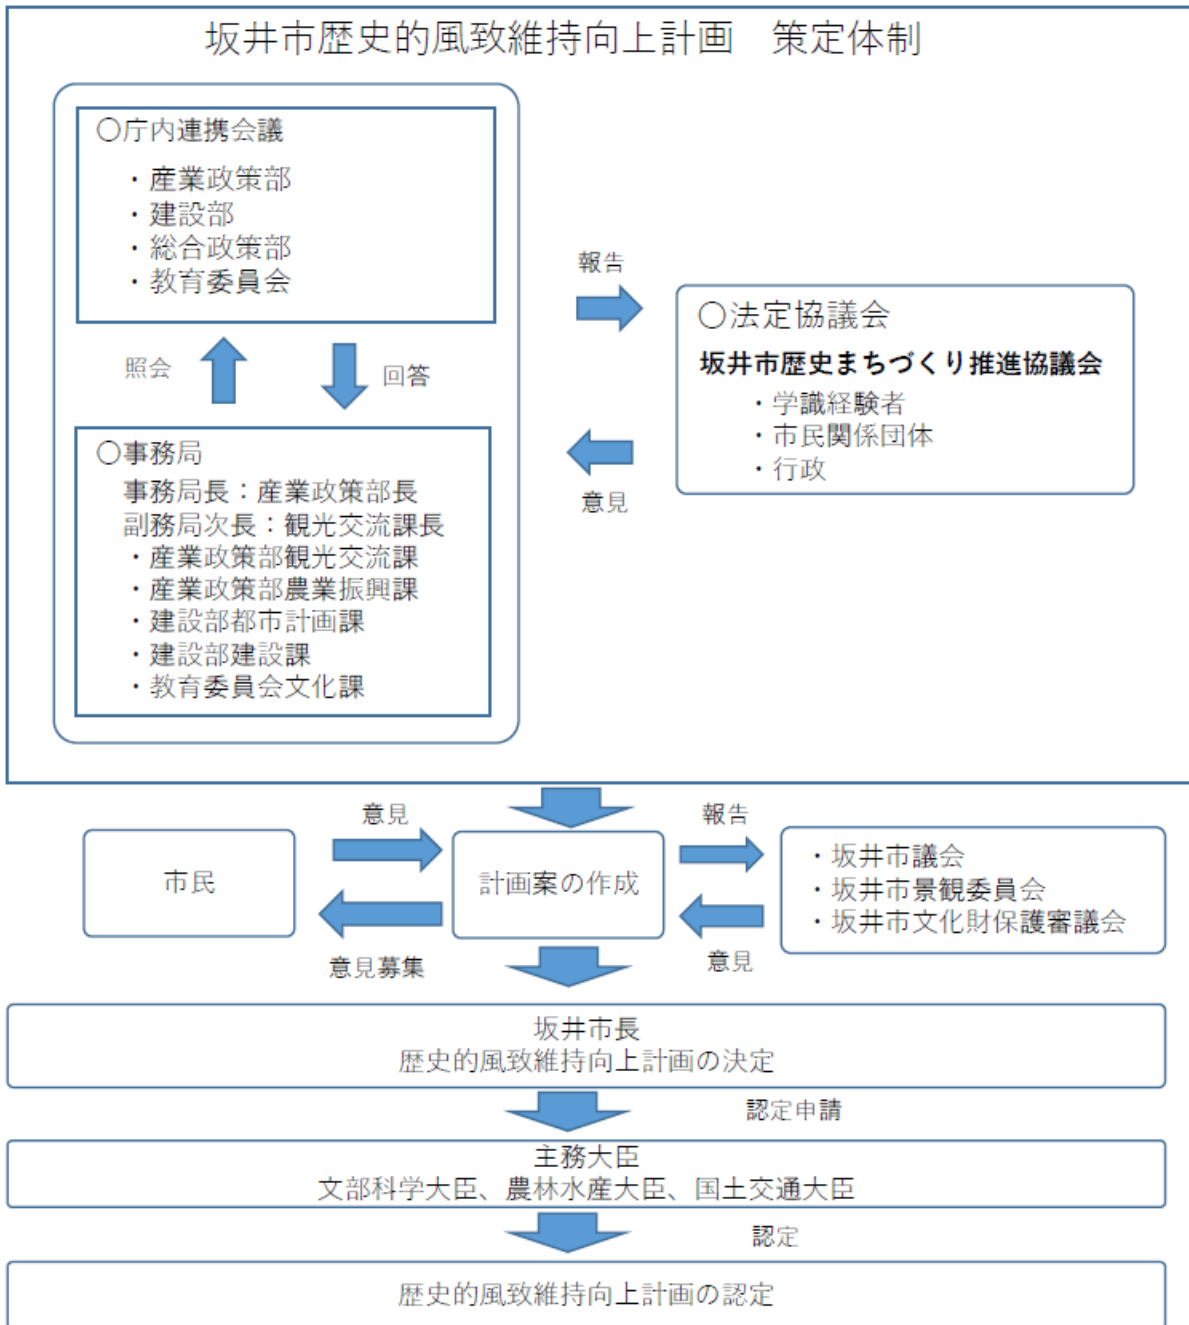 坂井市歴史的風致維持向上計画　策定体制
〇庁内連携会議
・産業政策部
・建設部
・総合政策部
・教育委員会
照会
回答
〇事務局
事務局長：産業政策部長
副務局次長：観光交流課長
・産業政策部観光交流課
・産業政策部農業振興課
・建設部都市計画課
・建設部建設課
・教育委員会文化課
報告
意見
〇法定協議会
坂井市歴史まちづくり推進協議会
・学識経験者
・市民関係団体
・行政
市民
意見
意見募集
計画案の作成
報告
意見
・坂井市議会
・坂井市景観委員会
・坂井市文化財保護審議会
坂井市長
歴史的風致維持向上計画の決定
認定申請
主務大臣
文部科学大臣、農林水産大臣、国土交通大臣
認定
歴史的風致維持向上計画の認定